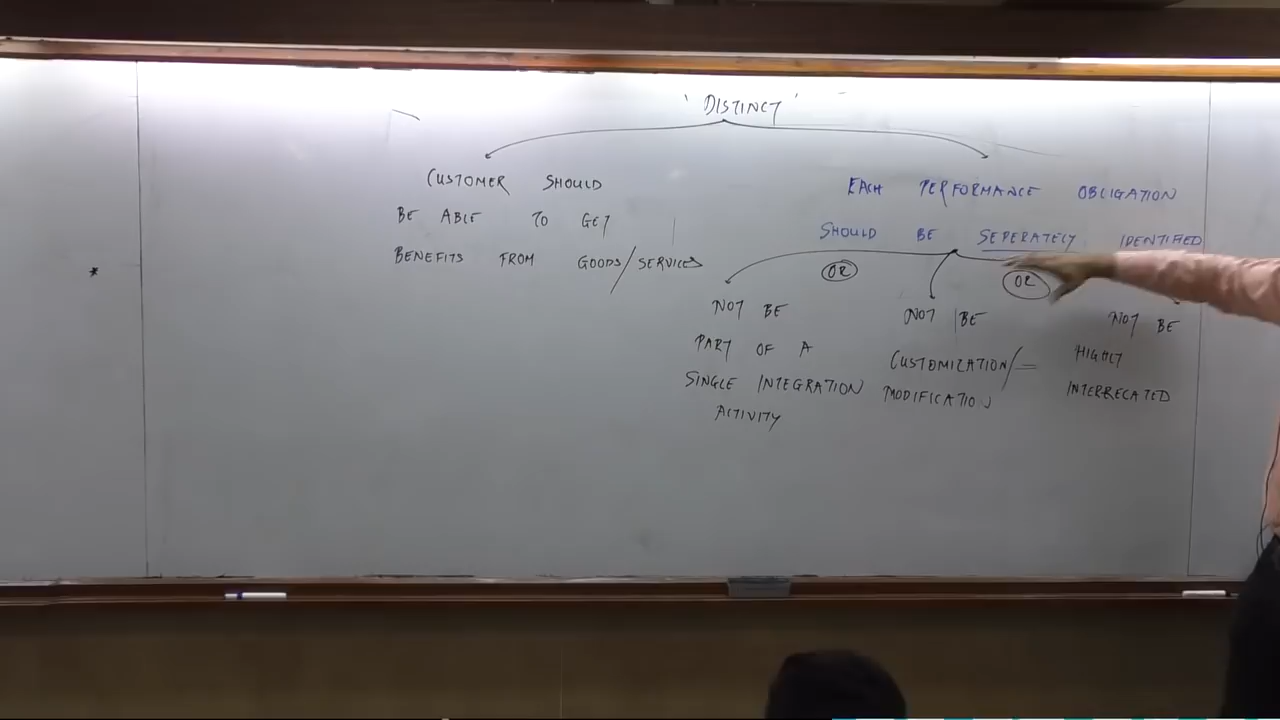 ' DISTINCT '
CUSTOMER SHOULD
BE ABLE TO GET
BENEFITS FROM GOODS/SERVICES
EACH PERFORMANCE OBLIGATION
SHOULD BE SEPERATELY IDENTIFIED
OR
OR
NOT BE
PART OF A
SINGLE INTEGRATION
ACTIVITY
NOT BE
CUSTOMIZATION/
MODIFICATION
NOT BE
HIGHLY
INTERRELATED